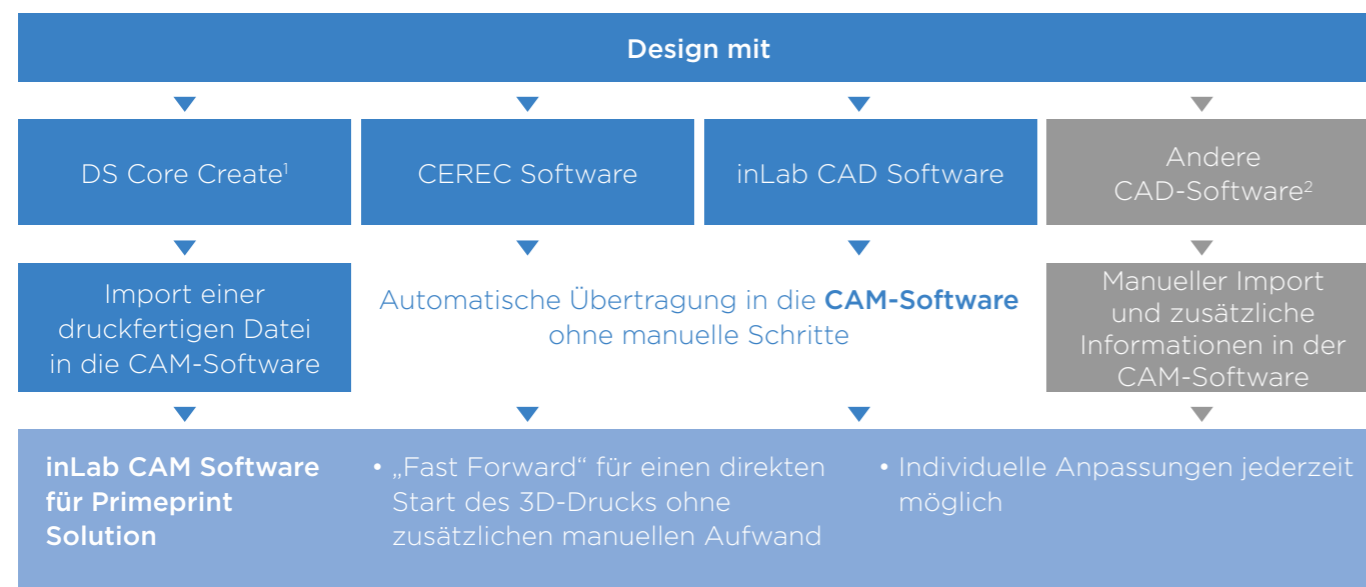 Design mit
DS Core Create¹
CEREC Software
inLab CAD Software
Andere
CAD-Software²
Import einer
druckfertigen Datei
in die CAM-Software
Automatische Übertragung in die CAM-Software
ohne manuelle Schritte
Manueller Import
und zusätzliche
Informationen in der
CAM-Software
inLab CAM Software
für Primeprint
Solution
• „Fast Forward“ für einen direkten
Start des 3D-Drucks ohne
zusätzlichen manuellen Aufwand
• Individuelle Anpassungen jederzeit
möglich